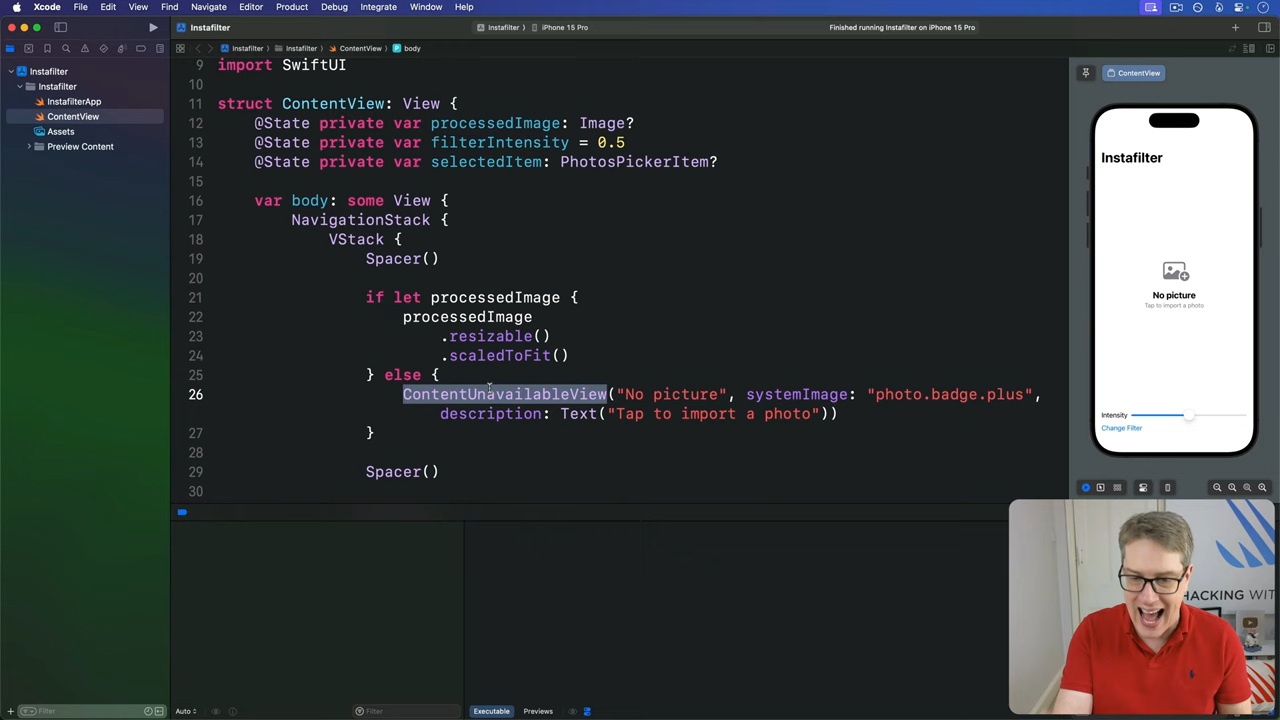 Xcode File Edit View Find Navigate Editor Product Debug Integrate Window Help
Instafilter
Instafilter
iPhone 15 Pro
Finished running Instafilter on iPhone 15 Pro
Instafilter
Instafilter
InstafilterApp
ContentView
Assets
Preview Content
Instafilter Instafilter ContentView body
9 import SwiftUI
10
11 struct ContentView: View {
12 @State private var processedImage: Image?
13 @State private var filterIntensity = 0.5
14 @State private var selectedItem: PhotosPickerItem?
15
16 var body: some View {
17 NavigationStack {
18 VStack {
19 Spacer()
20
21 if let processedImage {
22 processedImage
23 .resizable()
24 .scaledToFit()
25 } else {
26 ContentUnavailableView("No picture", systemImage: "photo.badge.plus",
description: Text("Tap to import a photo"))
27 }
28
29 Spacer()
30
ContentView
Instafilter
No picture
Tap to import a photo
Intensity
Change Filter
Filter
Auto
Filter
Executable
Previews
HACKING WIT